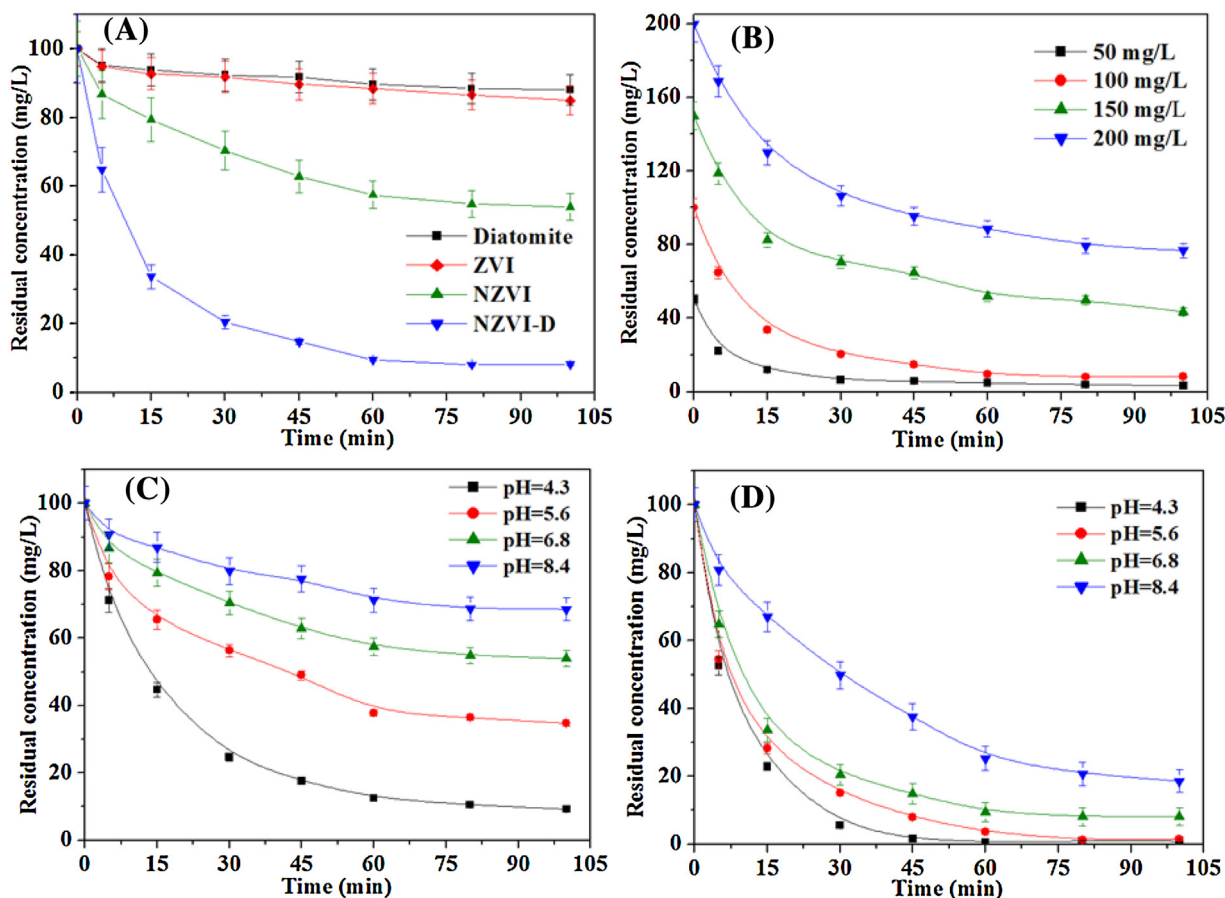 (A)
Residual concentration (mg/L)
100
80
60
40
20
0
Diatomite
ZVI
NZVI
NZVI-D
0 15 30 45 60 75 90 105
Time (min)
(B)
Residual concentration (mg/L)
200
160
120
80
40
0
50 mg/L
100 mg/L
150 mg/L
200 mg/L
0 15 30 45 60 75 90 105
Time (min)
(C)
Residual concentration (mg/L)
100
80
60
40
20
0
pH=4.3
pH=5.6
pH=6.8
pH=8.4
0 15 30 45 60 75 90 105
Time (min)
(D)
Residual concentration (mg/L)
100
80
60
40
20
0
pH=4.3
pH=5.6
pH=6.8
pH=8.4
0 15 30 45 60 75 90 105
Time (min)